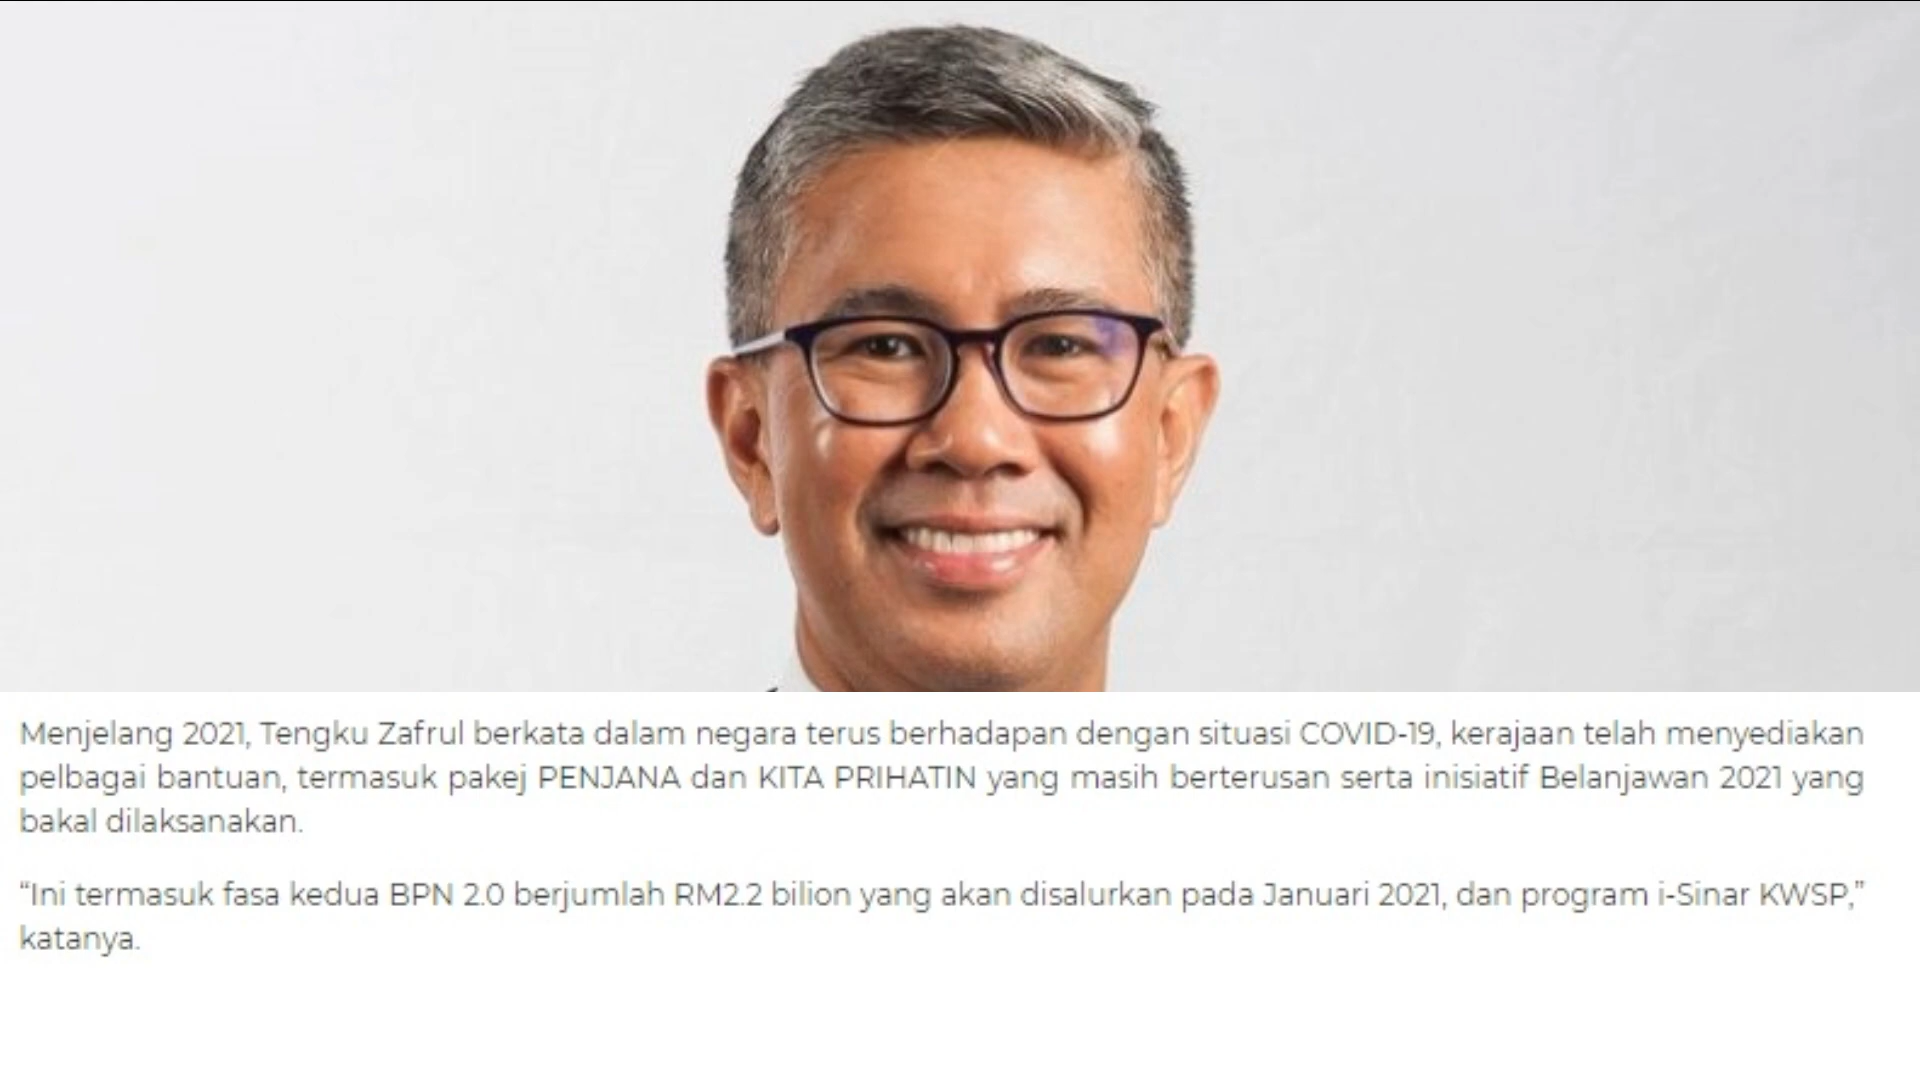 Menjelang 2021, Tengku Zafrul berkata dalam negara terus berhadapan dengan situasi COVID-19, kerajaan telah menyediakan
pelbagai bantuan, termasuk pakej PENJANA dan KITA PRIHATIN yang masih berterusan serta inisiatif Belanjawan 2021 yang
bakal dilaksanakan.
“Ini termasuk fasa kedua BPN 2.0 berjumlah RM2.2 bilion yang akan disalurkan pada Januari 2021, dan program i-Sinar KWSP,”
katanya.